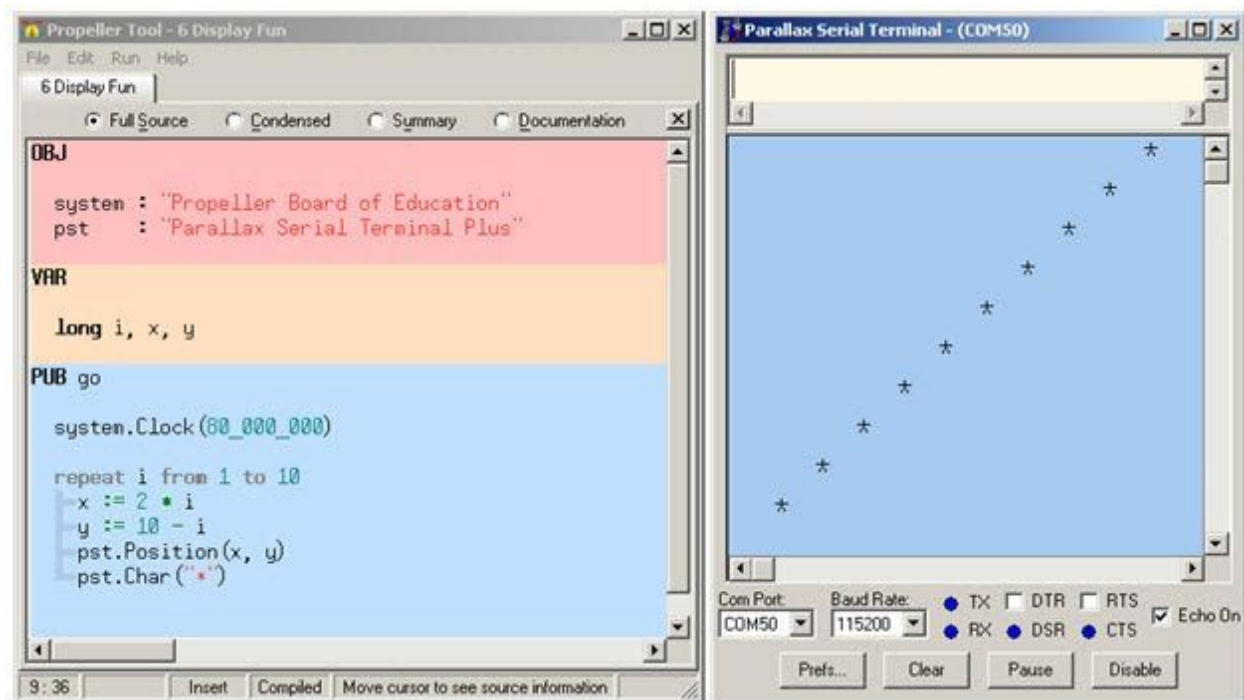 Propeller Tool - 6 Display Fun
File Edit Run Help
6 Display Fun
Full Source Condensed Summary Documentation
OBJ
system : "Propeller Board of Education"
pst : "Parallax Serial Terminal Plus"
VAR
long i, x, y
PUB go
system.Clock(80_000_000)
repeat i from 1 to 10
x := 2 * i
y := 10 - i
pst.Position(x, y)
pst.Char("*")
9 : 36 Insert Compiled Move cursor to see source information
Parallax Serial Terminal - (COM50)
*
*
*
*
*
*
*
*
*
*
Com Port: Baud Rate: TX DTR RTS
COM50 115200 RX DSR CTS Echo On
Prefs... Clear Pause Disable